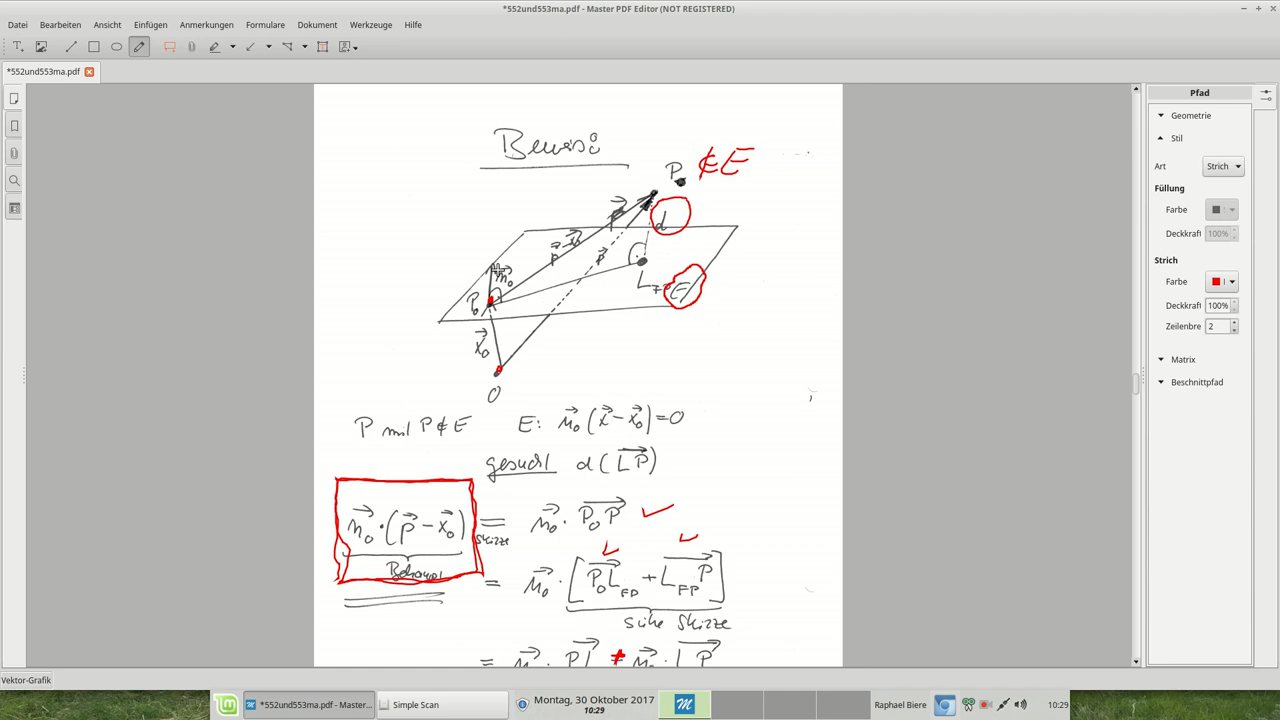 *552und553ma.pdf - Master PDF Editor (NOT REGISTERED)
Datei Bearbeiten Ansicht Einfügen Anmerkungen Formulare Dokument Werkzeuge Hilfe
*552und553ma.pdf
Beweis:
P ∉ E
d
p⃗
p⃗-x⃗₀
p⃗
n⃗₀
P₀
L_FP
E
x⃗₀
O
P mit P ∉ E E: n⃗₀(x⃗-x⃗₀)=0
gesucht d(LP)
n⃗₀·(p⃗-x⃗₀) = n⃗₀·P₀P ✓
Skizze
Behaupt
= n⃗₀·[P₀L_FP + L_FP P]
siehe Skizze
Pfad
Geometrie
Stil
Art Strich
Füllung
Farbe
Deckkraft 100%
Strich
Farbe
Deckkraft 100%
Zeilenbre 2
Matrix
Beschnittpfad
Vektor-Grafik
*552und553ma.pdf - Master... Simple Scan Montag, 30 Oktober 2017 Raphael Biere 10:29
10:29